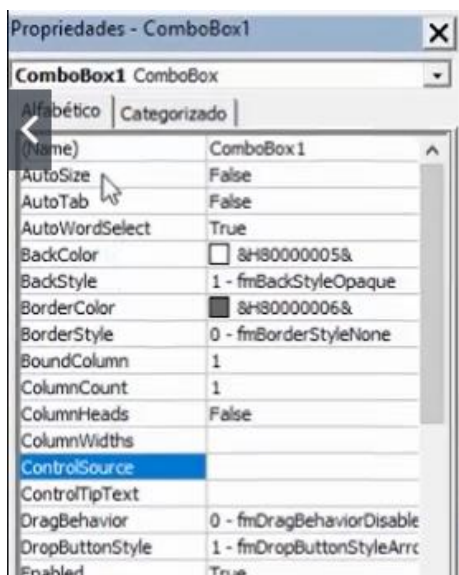 Propriedades - ComboBox1
ComboBox1 ComboBox
Alfabético Categorizado
(Name) ComboBox1
AutoSize False
AutoTab False
AutoWordSelect True
BackColor &H80000005&
BackStyle 1 - fmBackStyleOpaque
BorderColor &H80000006&
BorderStyle 0 - fmBorderStyleNone
BoundColumn 1
ColumnCount 1
ColumnHeads False
ColumnWidths
ControlSource
ControlTipText
DragBehavior 0 - fmDragBehaviorDisable
DropButtonStyle 1 - fmDropButtonStyleArrc
Enabled True